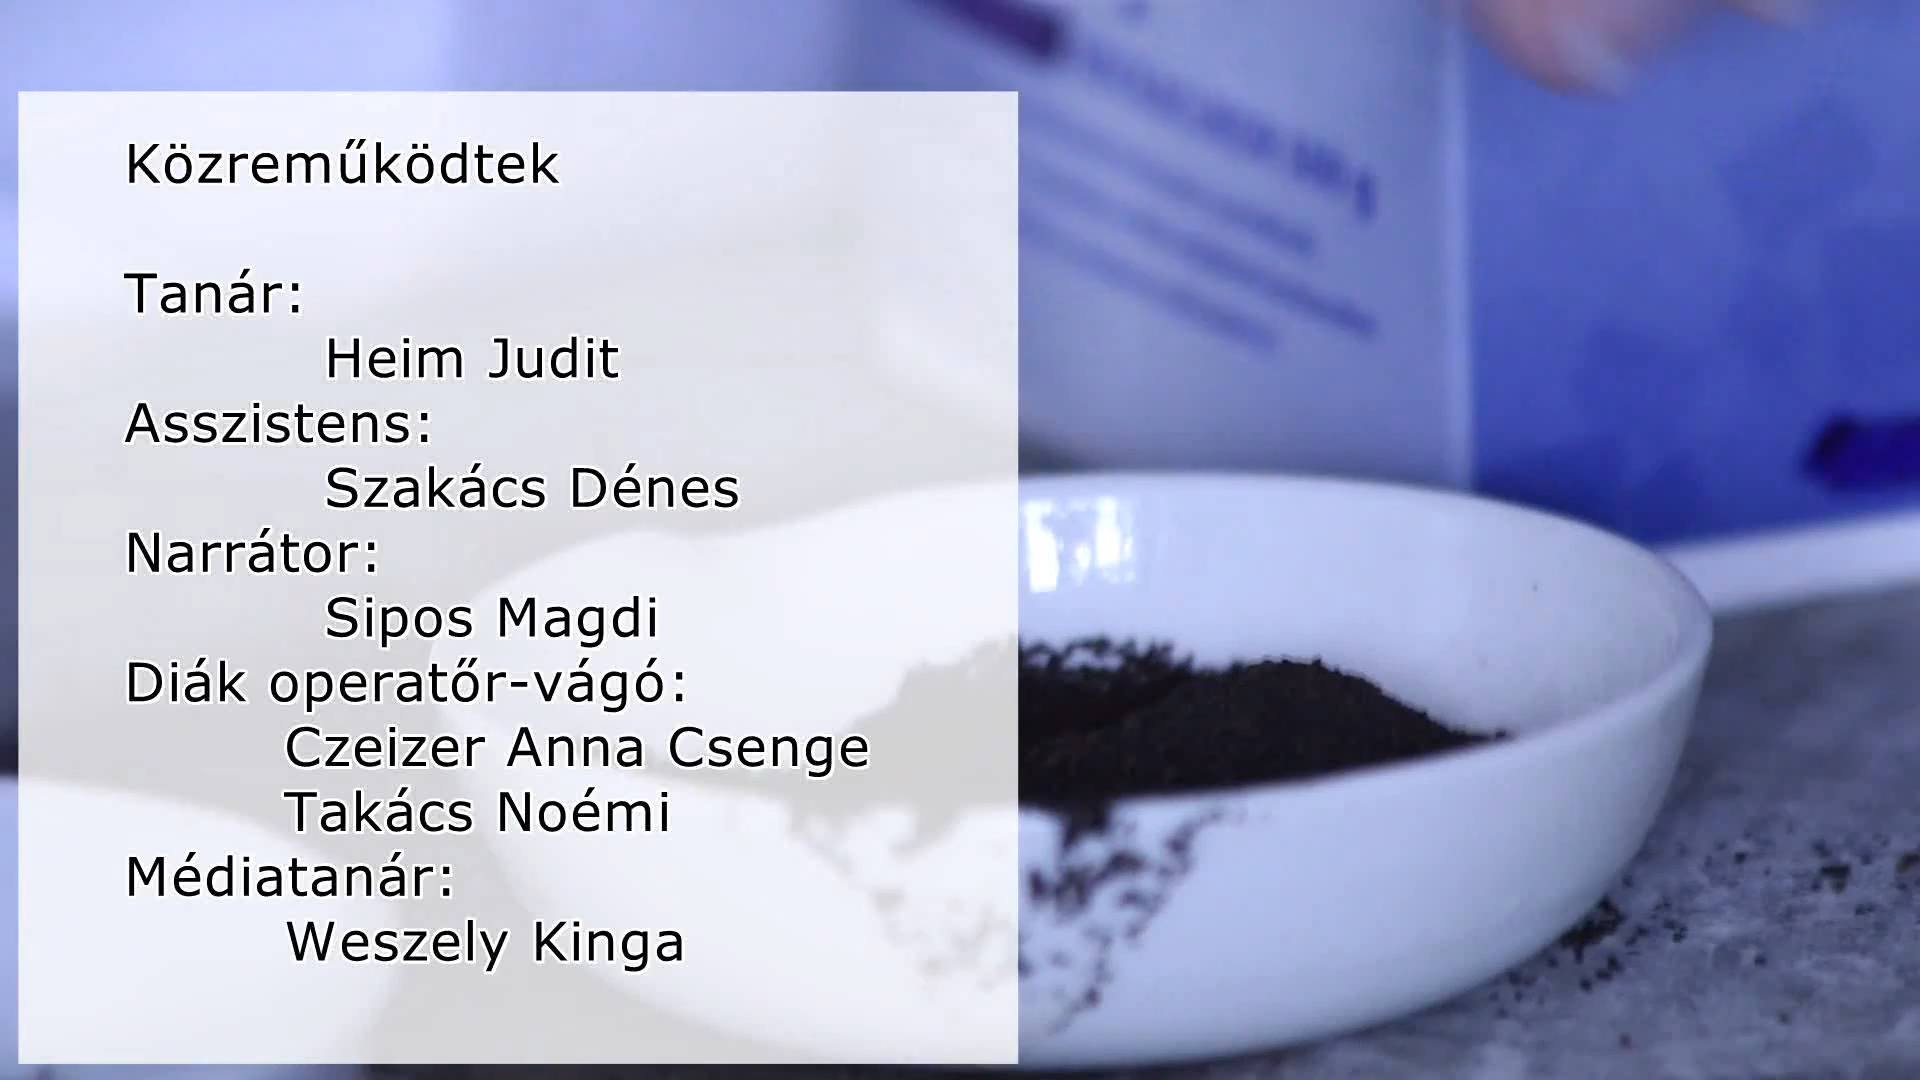 Közreműködtek
Tanár:
Heim Judit
Asszistens:
Szakács Dénes
Narrátor:
Sipos Magdi
Diák operatőr-vágó:
Czeizer Anna Csenge
Takács Noémi
Médiatanár:
Weszely Kinga